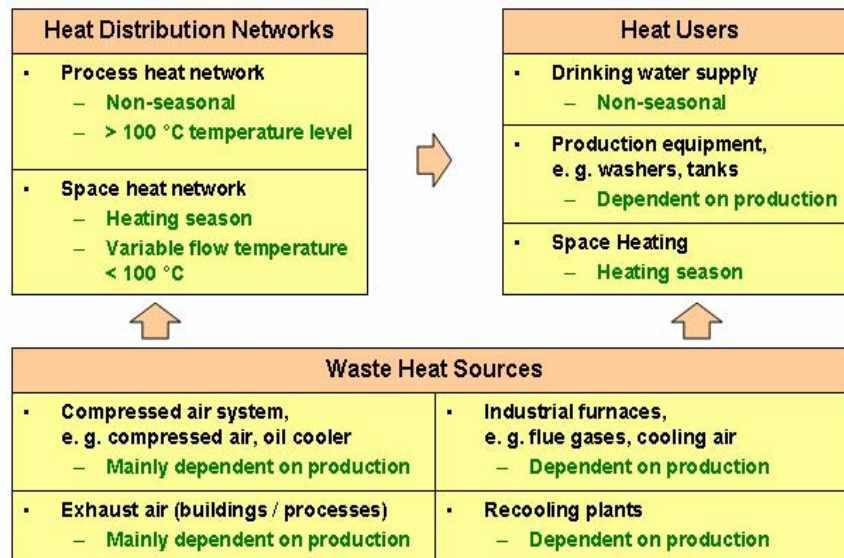 Heat Distribution Networks
▪ Process heat network
– Non-seasonal
– > 100 °C temperature level
▪ Space heat network
– Heating season
– Variable flow temperature
< 100 °C
Heat Users
▪ Drinking water supply
– Non-seasonal
▪ Production equipment,
e. g. washers, tanks
– Dependent on production
▪ Space Heating
– Heating season
Waste Heat Sources
▪ Compressed air system,
e. g. compressed air, oil cooler
– Mainly dependent on production
▪ Industrial furnaces,
e. g. flue gases, cooling air
– Dependent on production
▪ Exhaust air (buildings / processes)
– Mainly dependent on production
▪ Recooling plants
– Dependent on production